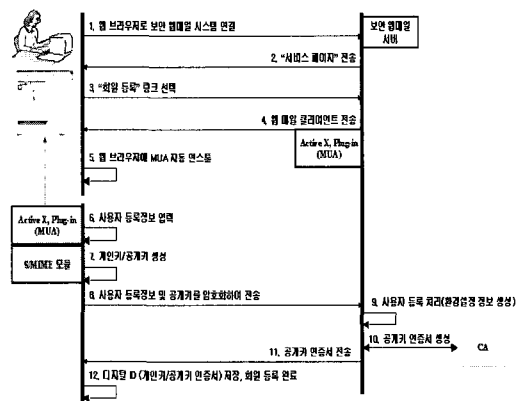 1. 웹 브라우저로 보안 웹메일 시스템 연결
보안 웹메일
서버
2. "서비스 페이지" 전송
3. "회원 등록" 링크 선택
4. 웹 메일 클라이언트 전송
Active X, Plug-in
(MUA)
5. 웹 브라우저에 MUA 자동 인스톨
Active X, Plug-in
(MUA)
6. 사용자 등록정보 입력
S/MIME 모듈
7. 개인키/공개키 생성
8. 사용자 등록정보 및 공개키를 암호화하여 전송
9. 사용자 등록 처리(환경설정 정보 생성)
10. 공개키 인증서 생성
CA
11. 공개키 인증서 전송
12. 디지털 ID (개인키/공개키 인증서) 저장, 회원 등록 완료